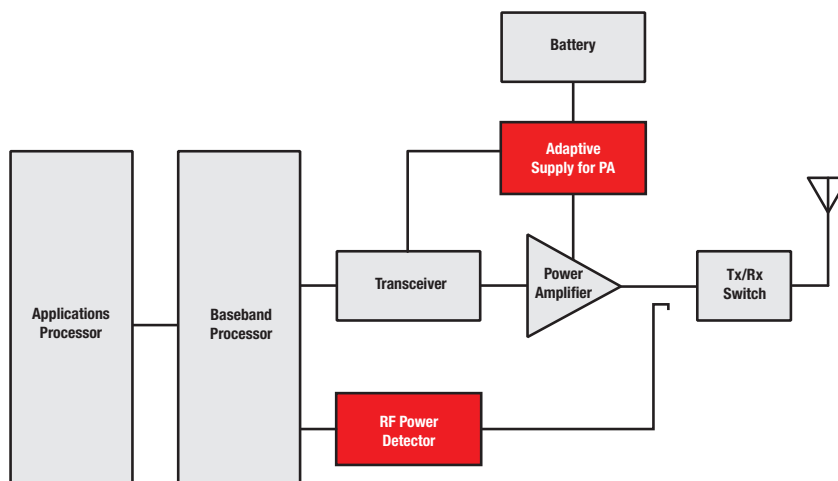 Battery
Adaptive
Supply for PA
Transceiver
Power
Amplifier
Tx/Rx
Switch
Applications
Processor
Baseband
Processor
RF Power
Detector